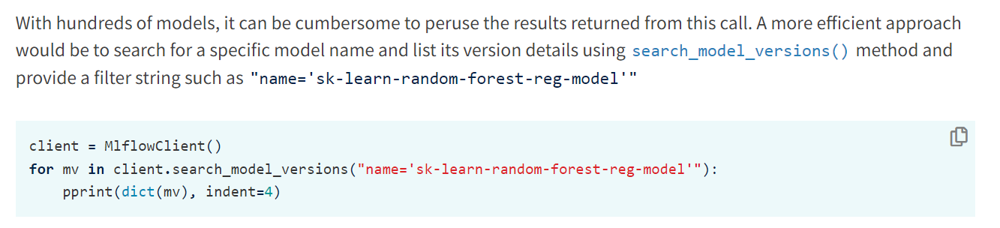 With hundreds of models, it can be cumbersome to peruse the results returned from this call. A more efficient approach
would be to search for a specific model name and list its version details using search_model_versions() method and
provide a filter string such as "name='sk-learn-random-forest-reg-model'"
client = MlflowClient()
for mv in client.search_model_versions("name='sk-learn-random-forest-reg-model'"):
    pprint(dict(mv), indent=4)